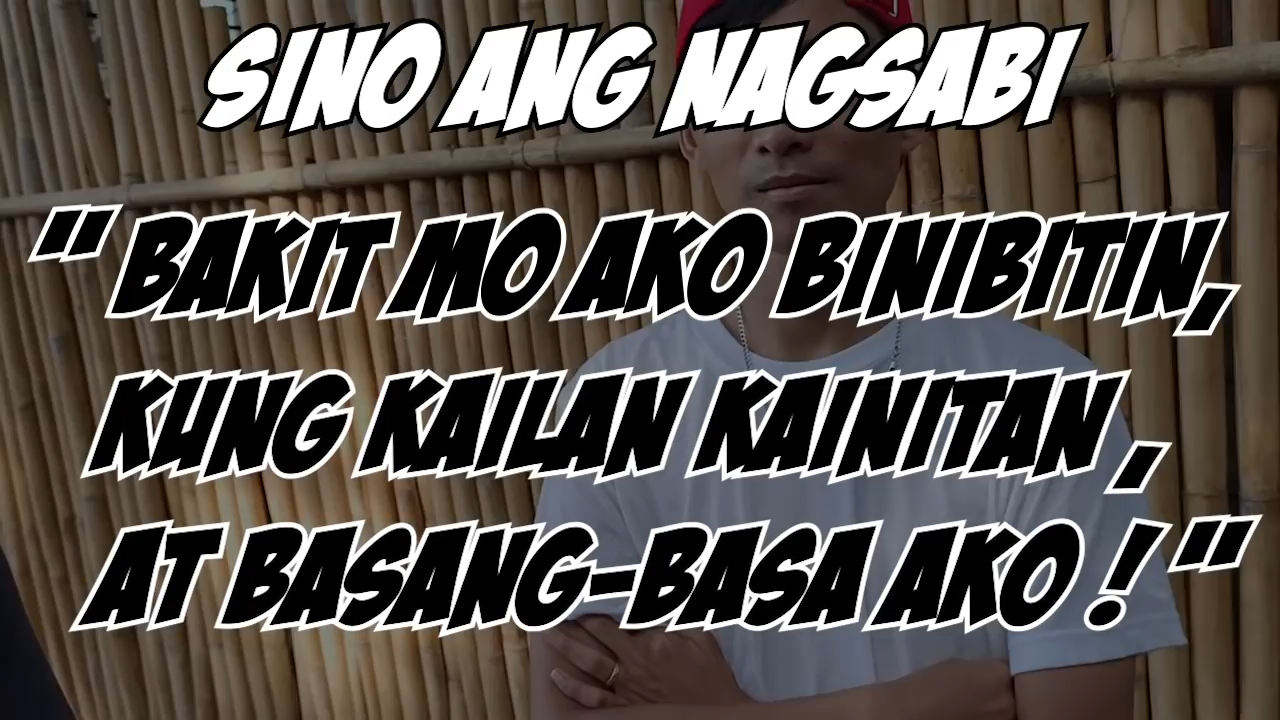 SINO ANG NAGSABI
" BAKIT MO AKO BINIBITIN,
KUNG KAILAN KAINITAN ,
AT BASANG-BASA AKO ! "